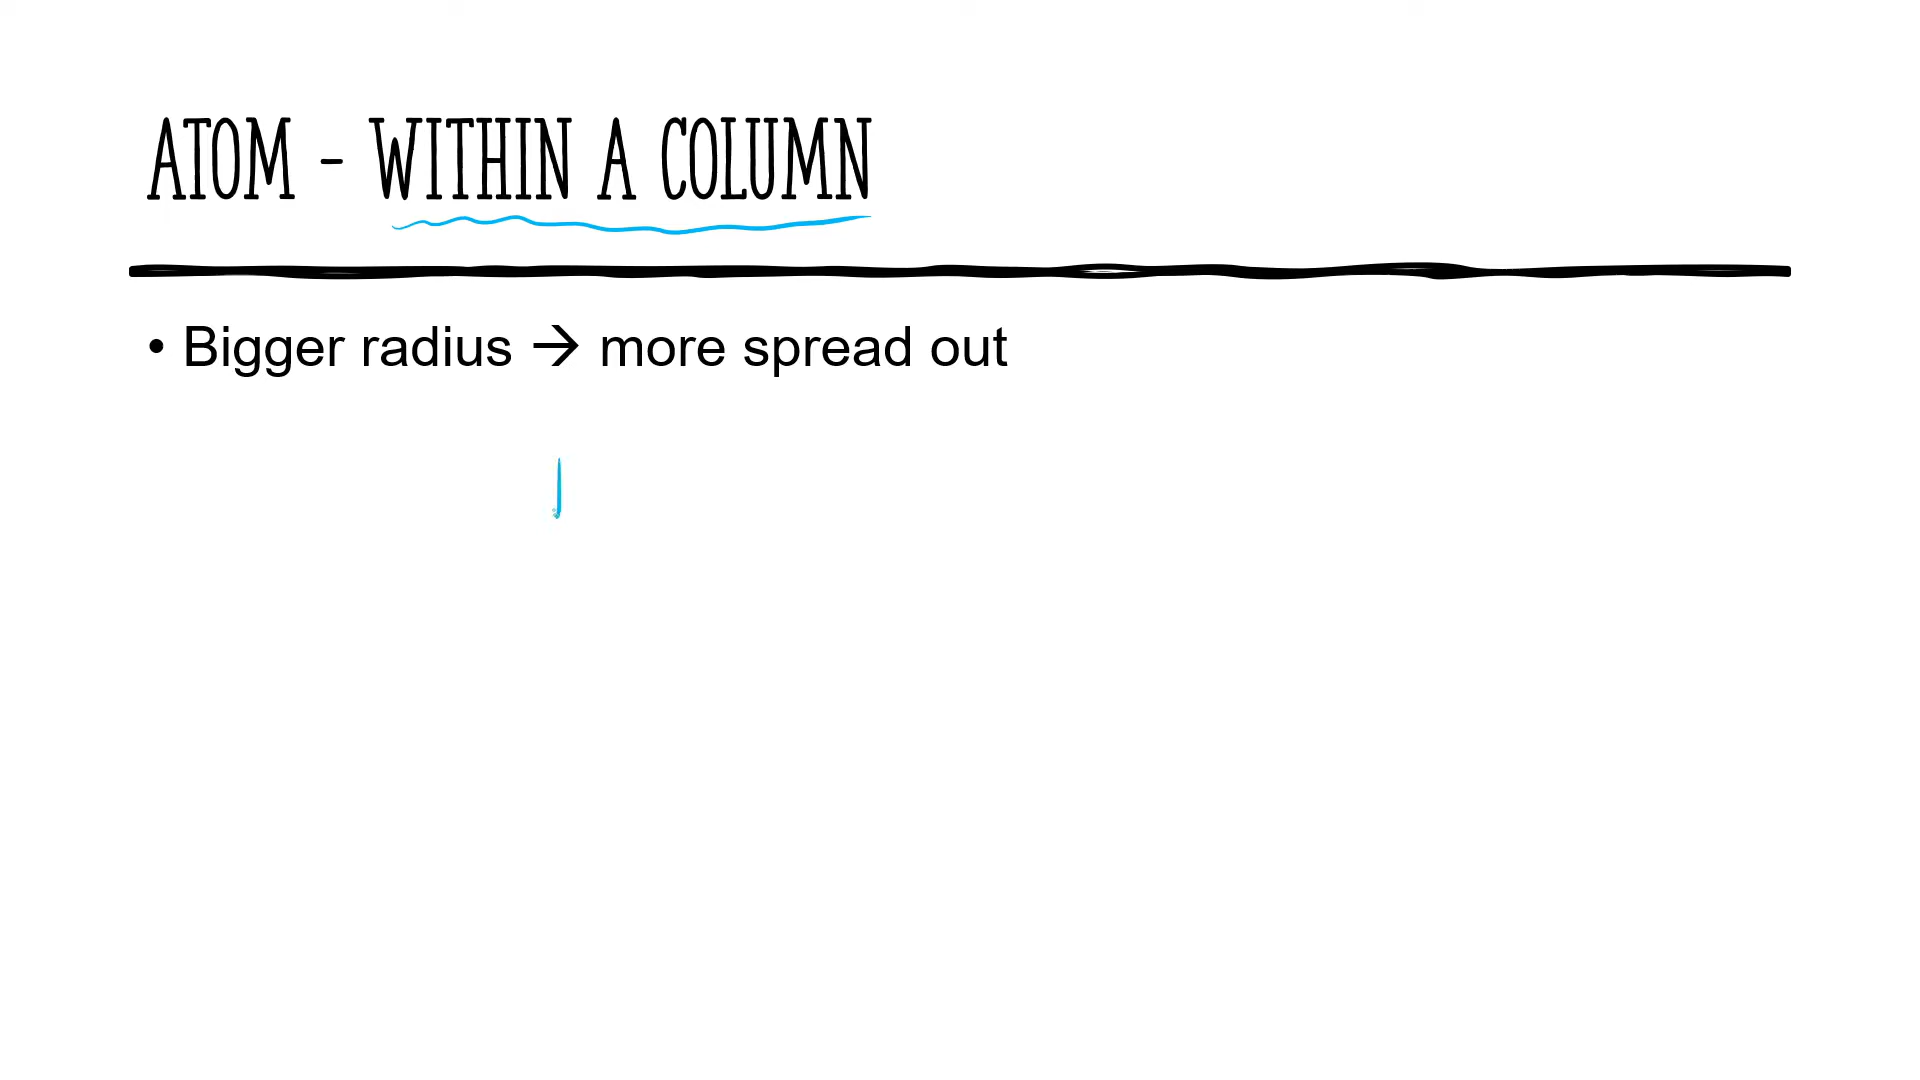 ATOM - WITHIN A COLUMN
• Bigger radius → more spread out